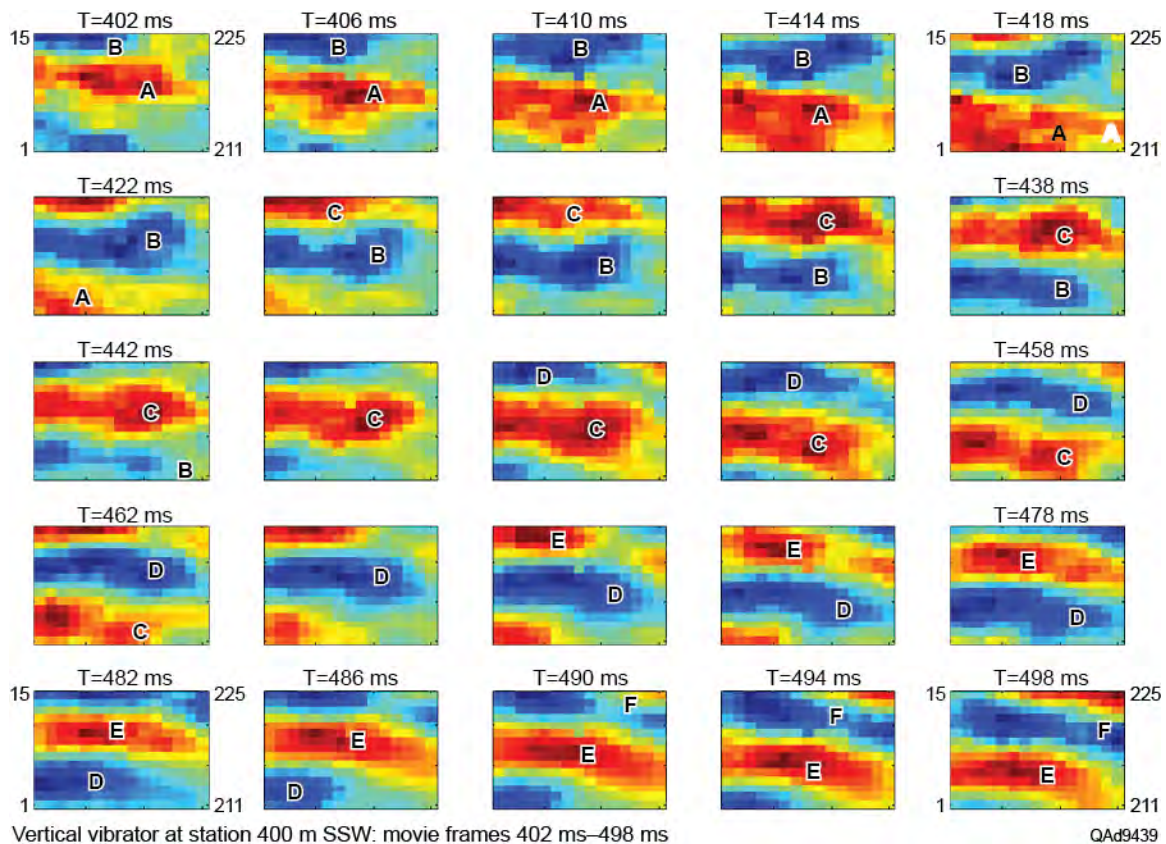 T=402 ms T=406 ms T=410 ms T=414 ms T=418 ms
15 B 225 B B B B
A A A A A A
1 211 1 211
15 225
T=422 ms T=438 ms
C C C C
B B B B B
A
T=442 ms T=458 ms
D D D
C C C C C
B
T=462 ms T=478 ms
E E E
D D D D D
C
T=482 ms T=486 ms T=490 ms T=494 ms T=498 ms
15 225 F F F 15 225
E E E E E
D D
1 211 1 211
Vertical vibrator at station 400 m SSW: movie frames 402 ms–498 ms
QAd9439